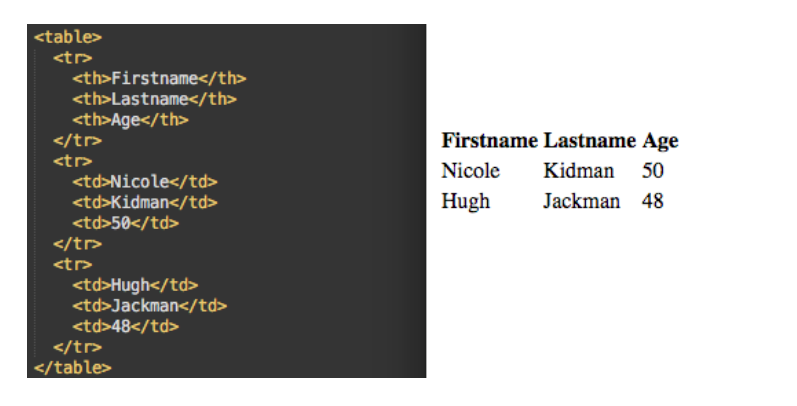 <table>
<tr>
<th>Firstname</th>
<th>Lastname</th>
<th>Age</th>
</tr>
<tr>
<td>Nicole</td>
<td>Kidman</td>
<td>50</td>
</tr>
<tr>
<td>Hugh</td>
<td>Jackman</td>
<td>48</td>
</tr>
</table>
Firstname Lastname Age
Nicole Kidman 50
Hugh Jackman 48